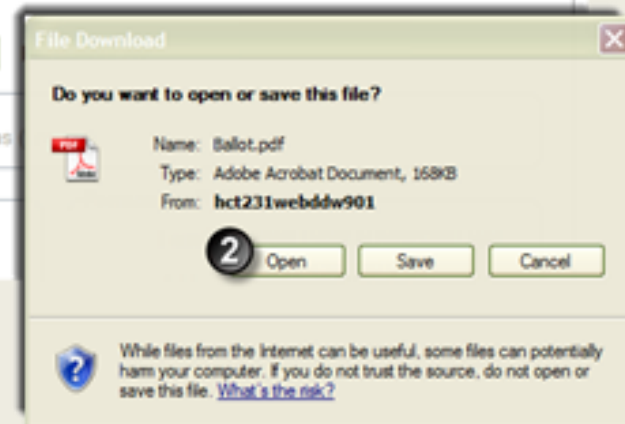 File Download
Do you want to open or save this file?
PDF
Name: Ballot.pdf
Type: Adobe Acrobat Document, 168KB
From: hct231webddw901
2
Open Save Cancel
While files from the Internet can be useful, some files can potentially
harm your computer. If you do not trust the source, do not open or
save this file. What's the risk?